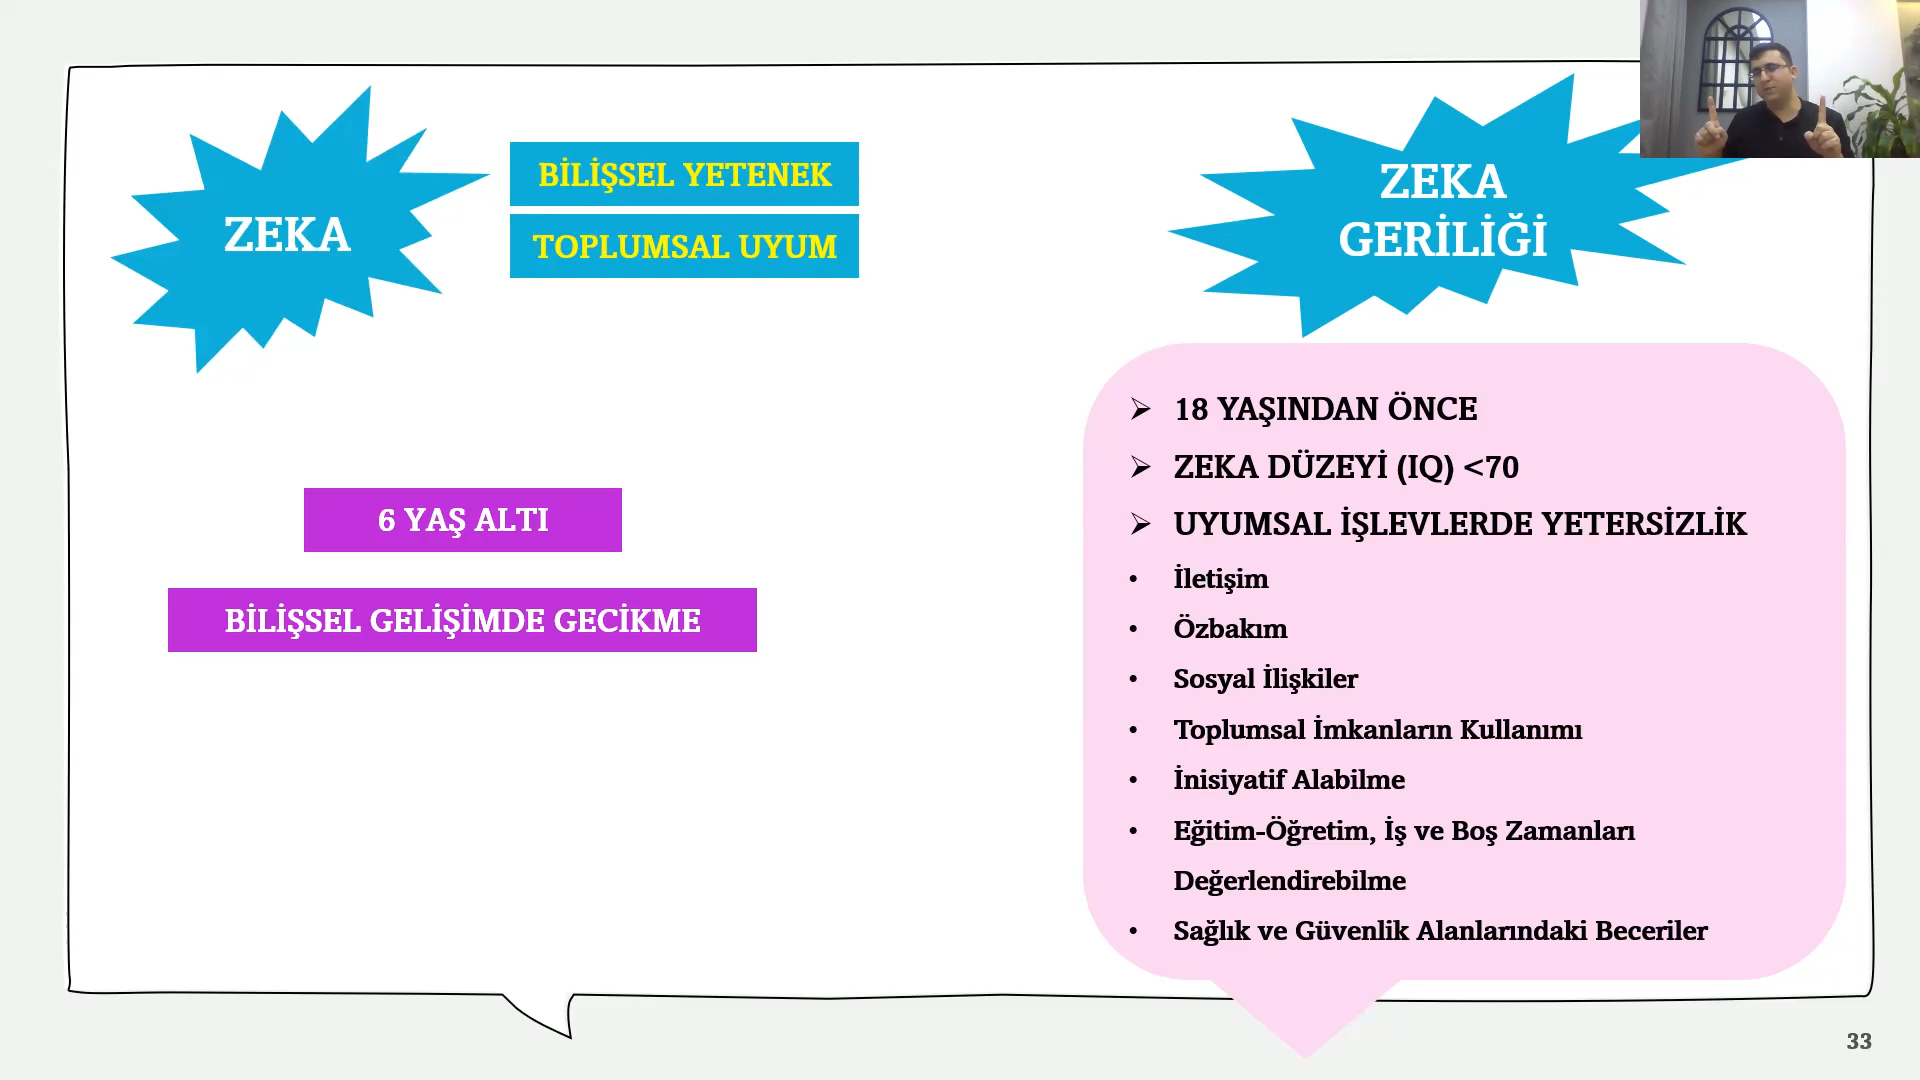 ZEKA
BİLİŞSEL YETENEK
TOPLUMSAL UYUM
6 YAŞ ALTI
BİLİŞSEL GELİŞİMDE GECİKME
ZEKA
GERİLİĞİ
➢ 18 YAŞINDAN ÖNCE
➢ ZEKA DÜZEYİ (IQ) <70
➢ UYUMSAL İŞLEVLERDE YETERSİZLİK
• İletişim
• Özbakım
• Sosyal İlişkiler
• Toplumsal İmkanların Kullanımı
• İnisiyatif Alabilme
• Eğitim-Öğretim, İş ve Boş Zamanları
Değerlendirebilme
• Sağlık ve Güvenlik Alanlarındaki Beceriler
33